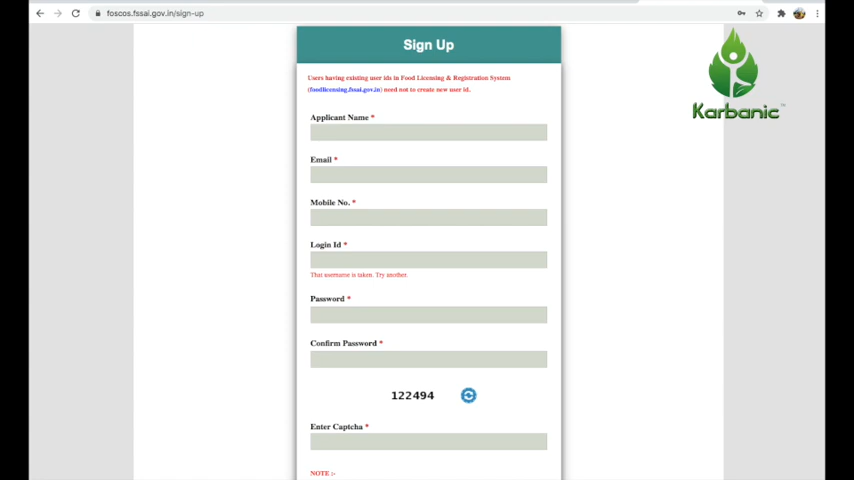 foscos.fssai.gov.in/sign-up
Sign Up
Users having existing user ids in Food Licensing & Registration System
(foodlicensing.fssai.gov.in) need not to create new user id.
Applicant Name *
Email *
Mobile No. *
Login Id *
That username is taken. Try another.
Password *
Confirm Password *
122494
Enter Captcha *
NOTE :-
Karbanic™